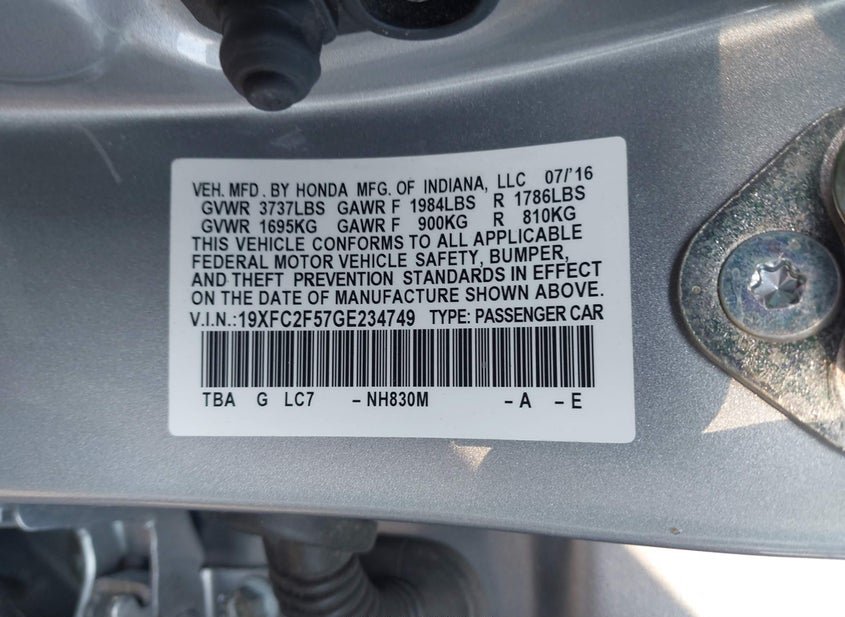 VEH. MFD. BY HONDA MFG. OF INDIANA, LLC 07/'16
GVWR 3737LBS GAWR F 1984LBS R 1786LBS
GVWR 1695KG GAWR F 900KG R 810KG
THIS VEHICLE CONFORMS TO ALL APPLICABLE
FEDERAL MOTOR VEHICLE SAFETY, BUMPER,
AND THEFT PREVENTION STANDARDS IN EFFECT
ON THE DATE OF MANUFACTURE SHOWN ABOVE.
V.I.N.:19XFC2F57GE234749 TYPE: PASSENGER CAR
TBA G LC7 – NH830M – A – E